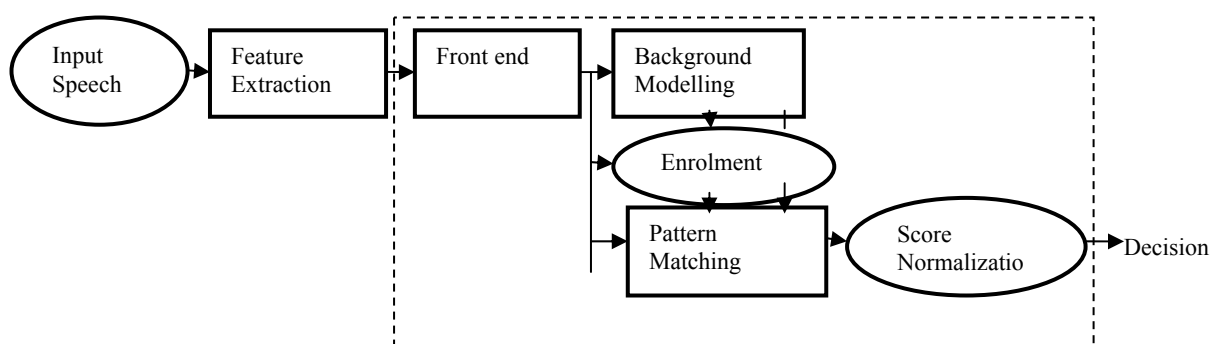 Input
Speech
Feature
Extraction
Front end
Background
Modelling
Enrolment
Pattern
Matching
Score
Normalizatio
Decision